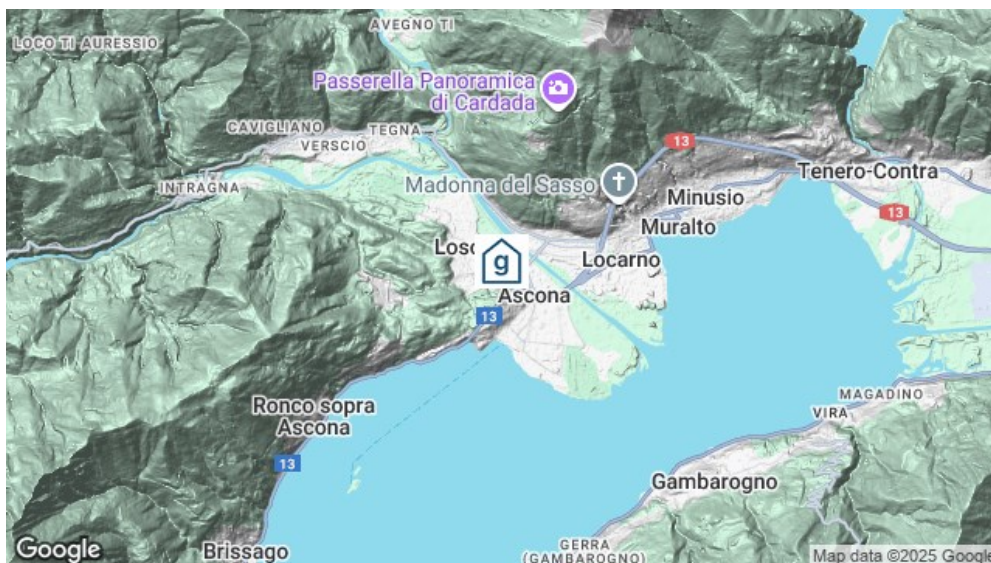 AVEGNO TI
LOCO TI AURESSIO
Passerella Panoramica
di Cardada
CAVIGLIANO
TEGNA
VERSCIO
13
Tenero-Contra
INTRAGNA
Madonna del Sasso
Minusio
13
Muralto
Loso
g
Locarno
Ascona
13
MAGADINO
Ronco sopra
Ascona
VIRA
13
Gambarogno
Google
Brissago
GERRA
(GAMBAROGNO)
Map data ©2025 Google